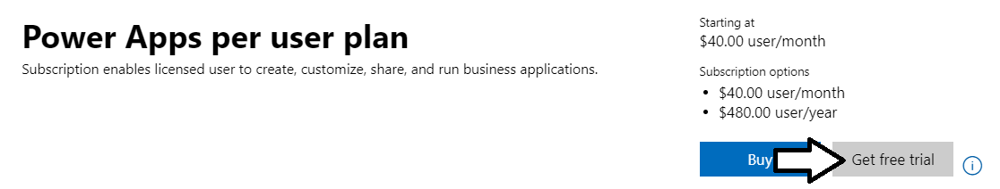 Power Apps per user plan
Subscription enables licensed user to create, customize, share, and run business applications.
Starting at
$40.00 user/month
Subscription options
• $40.00 user/month
• $480.00 user/year
Buy
Get free trial